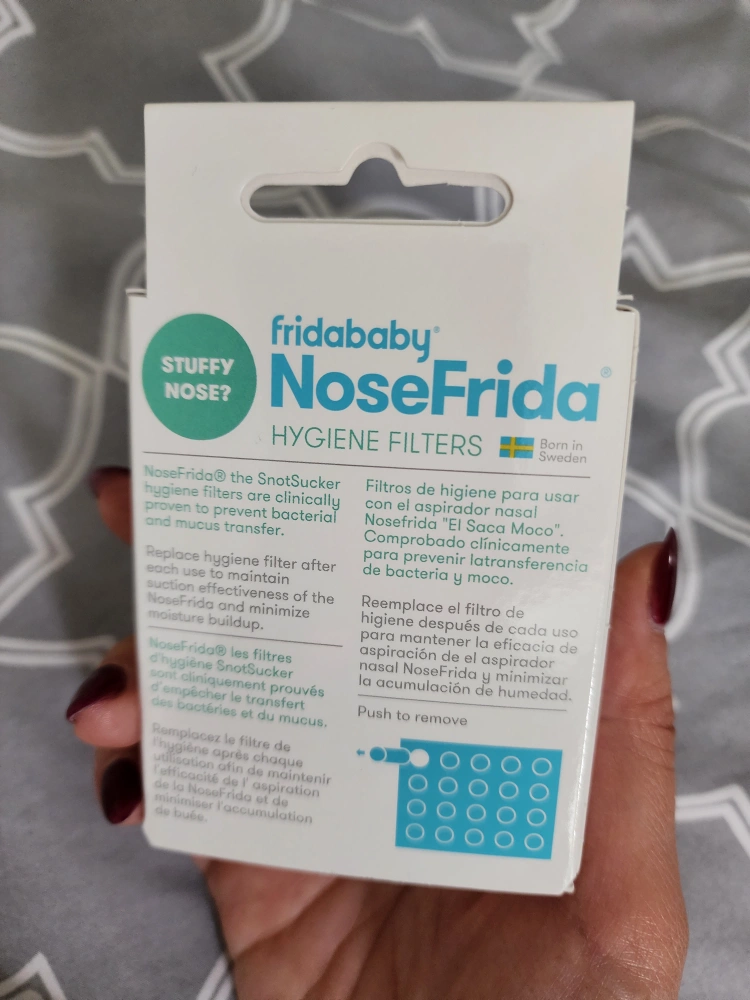 STUFFY
NOSE?
fridababy®
NoseFrida®
HYGIENE FILTERS
Born in
Sweden
NoseFrida® the SnotSucker
hygiene filters are clinically
proven to prevent bacterial
and mucus transfer.
Replace hygiene filter after
each use to maintain
suction effectiveness of the
NoseFrida and minimize
moisture buildup.
NoseFrida® les filtres
d'hygiène SnotSucker
sont cliniquement prouvés
d'empêcher le transfert
des bactéries et du mucus.
Remplacez le filtre de
l'hygiène après chaque
utilisation afin de maintenir
l'efficacité de l' aspiration
de la NoseFrida et de
minimiser l'accumulation
de buée.
Filtros de higiene para usar
con el aspirador nasal
Nosefrida "El Saca Moco".
Comprobado clínicamente
para prevenir latransferencia
de bacteria y moco.
Reemplace el filtro de
higiene después de cada uso
para mantener la eficacia de
aspiración de el aspirador
nasal NoseFrida y minimizar
la acumulación de humedad.
Push to remove